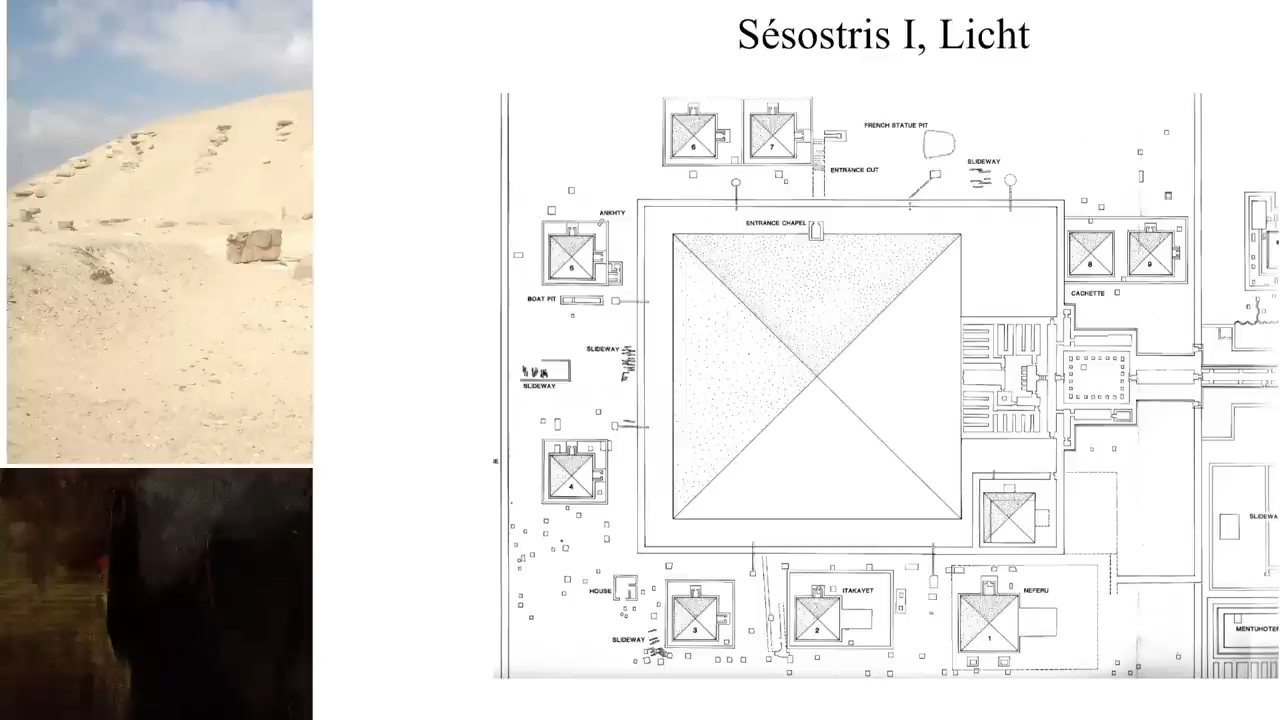 Sésostris I, Licht
FRENCH STATUE PIT
6
7
SLIDEWAY
ENTRANCE CUT
ANKHTY
ENTRANCE CHAPEL
5
8
9
CACHETTE
BOAT PIT
SLIDEWAY
SLIDEWAY
4
SLIDEWA
HOUSE
ITAKAYET
NEFERU
3
2
1
MENTUHOTEP
SLIDEWAY